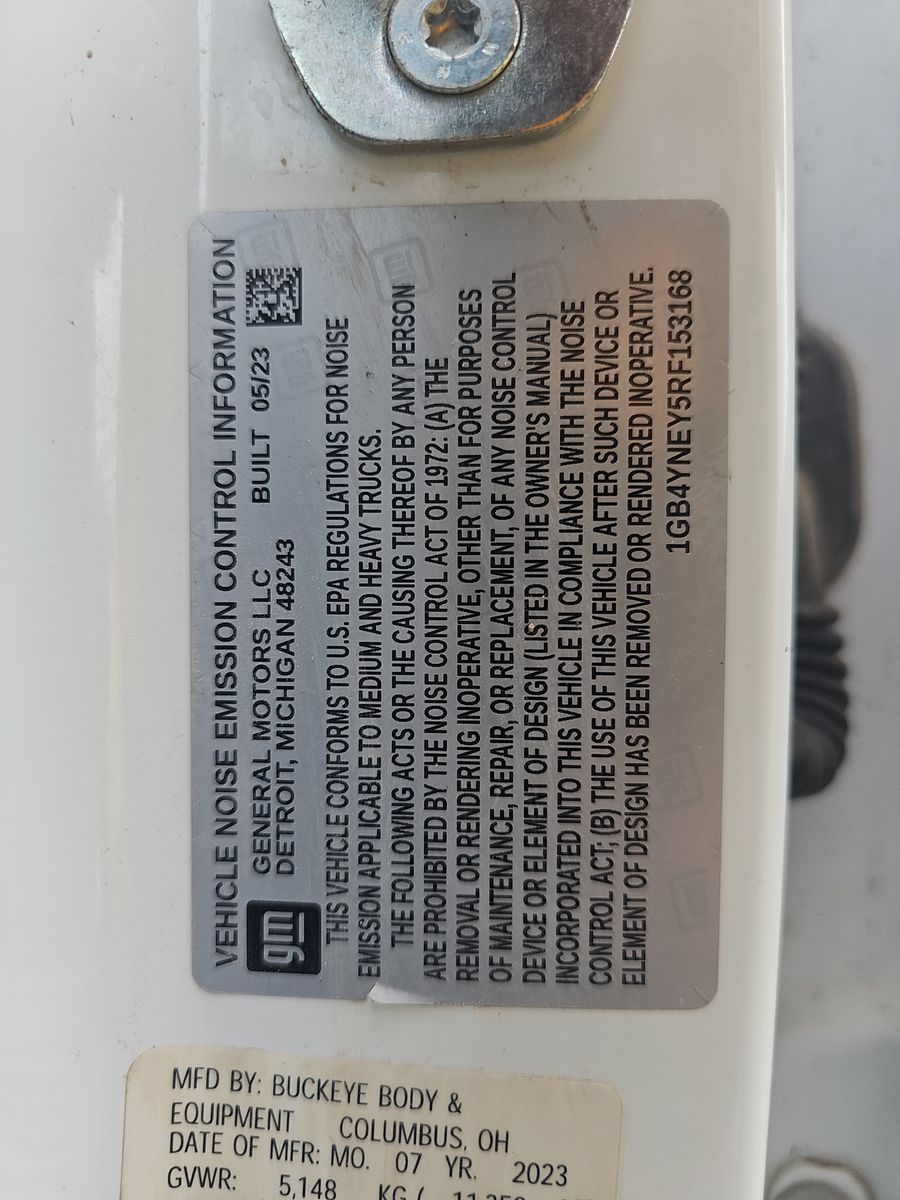 VEHICLE NOISE EMISSION CONTROL INFORMATION
gm
GENERAL MOTORS LLC BUILT 05/23
DETROIT, MICHIGAN 48243
THIS VEHICLE CONFORMS TO U.S. EPA REGULATIONS FOR NOISE
EMISSION APPLICABLE TO MEDIUM AND HEAVY TRUCKS.
THE FOLLOWING ACTS OR THE CAUSING THEREOF BY ANY PERSON
ARE PROHIBITED BY THE NOISE CONTROL ACT OF 1972: (A) THE
REMOVAL OR RENDERING INOPERATIVE, OTHER THAN FOR PURPOSES
OF MAINTENANCE, REPAIR, OR REPLACEMENT, OF ANY NOISE CONTROL
DEVICE OR ELEMENT OF DESIGN (LISTED IN THE OWNER'S MANUAL)
INCORPORATED INTO THIS VEHICLE IN COMPLIANCE WITH THE NOISE
CONTROL ACT, (B) THE USE OF THIS VEHICLE AFTER SUCH DEVICE OR
ELEMENT OF DESIGN HAS BEEN REMOVED OR RENDERED INOPERATIVE.
1GB4YNEY5RF153168
MFD BY: BUCKEYE BODY &
EQUIPMENT COLUMBUS, OH
DATE OF MFR: MO. 07 YR. 2023
GVWR: 5,148 KG (